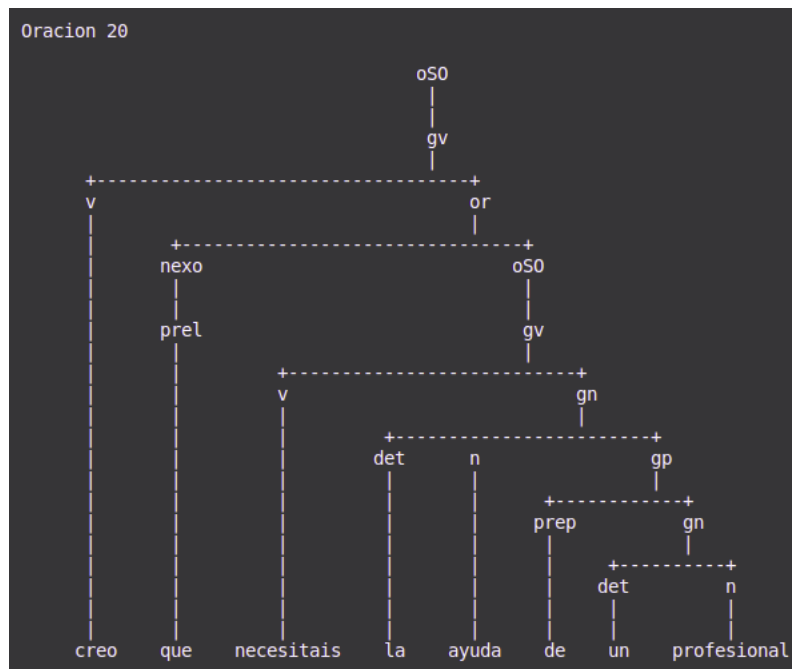 Oracion 20
oSO
gv
v or
nexo oSO
prel gv
v gn
det n gp
prep gn
det n
creo que necesitais la ayuda de un profesional